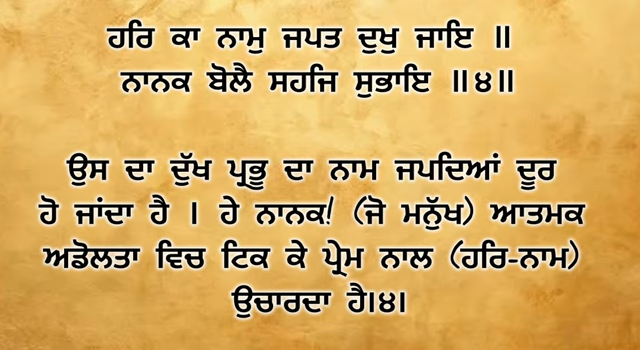 ਹਰਿ ਕਾ ਨਾਮੁ ਜਪਤ ਦੁਖੁ ਜਾਇ ॥
ਨਾਨਕ ਬੋਲੈ ਸਹਜਿ ਸੁਭਾਇ ॥੪॥
ਉਸ ਦਾ ਦੁੱਖ ਪ੍ਰਭੂ ਦਾ ਨਾਮ ਜਪਦਿਆਂ ਦੂਰ
ਹੋ ਜਾਂਦਾ ਹੈ । ਹੇ ਨਾਨਕ! (ਜੋ ਮਨੁੱਖ) ਆਤਮਕ
ਅਡੋਲਤਾ ਵਿਚ ਟਿਕ ਕੇ ਪ੍ਰੇਮ ਨਾਲ (ਹਰਿ-ਨਾਮ)
ਉਚਾਰਦਾ ਹੈ।੪।